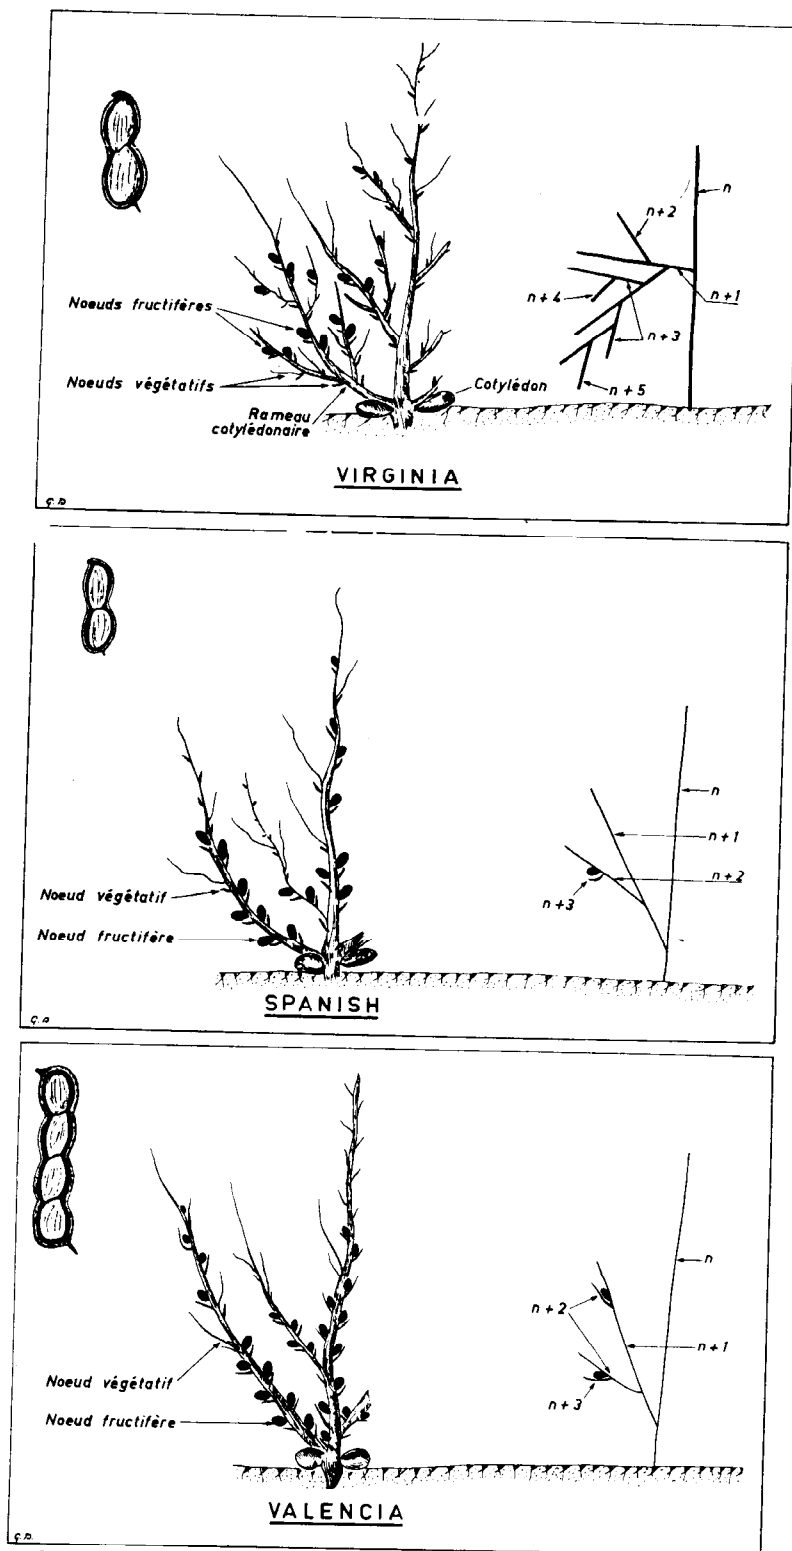 n
n+2
n+4
n+1
Noeuds fructifères
n+3
Noeuds végétatifs
Cotylédon
n+5
Rameau
cotylédonaire
VIRGINIA
G.D.
n
n+1
n+2
Noeud végétatif
n+3
Noeud fructifère
SPANISH
n
n+2
n+1
Noeud végétatif
n+3
Noeud fructifère
VALENCIA
G.D.